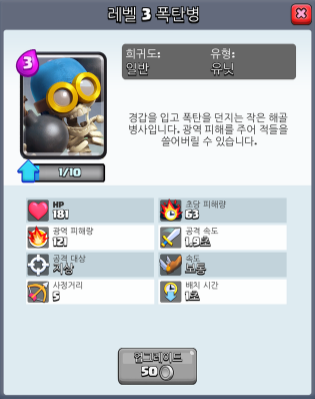 레벨 3 폭탄병
3
희귀도:
일반
유형:
유닛
경갑을 입고 폭탄을 던지는 작은 해골
병사입니다. 광역 피해를 주어 적들을
쓸어버릴 수 있습니다.
1/10
HP
181
초당 피해량
63
광역 피해량
121
공격 속도
1.9초
공격 대상
지상
속도
보통
사정거리
5
배치 시간
1초
업그레이드
50